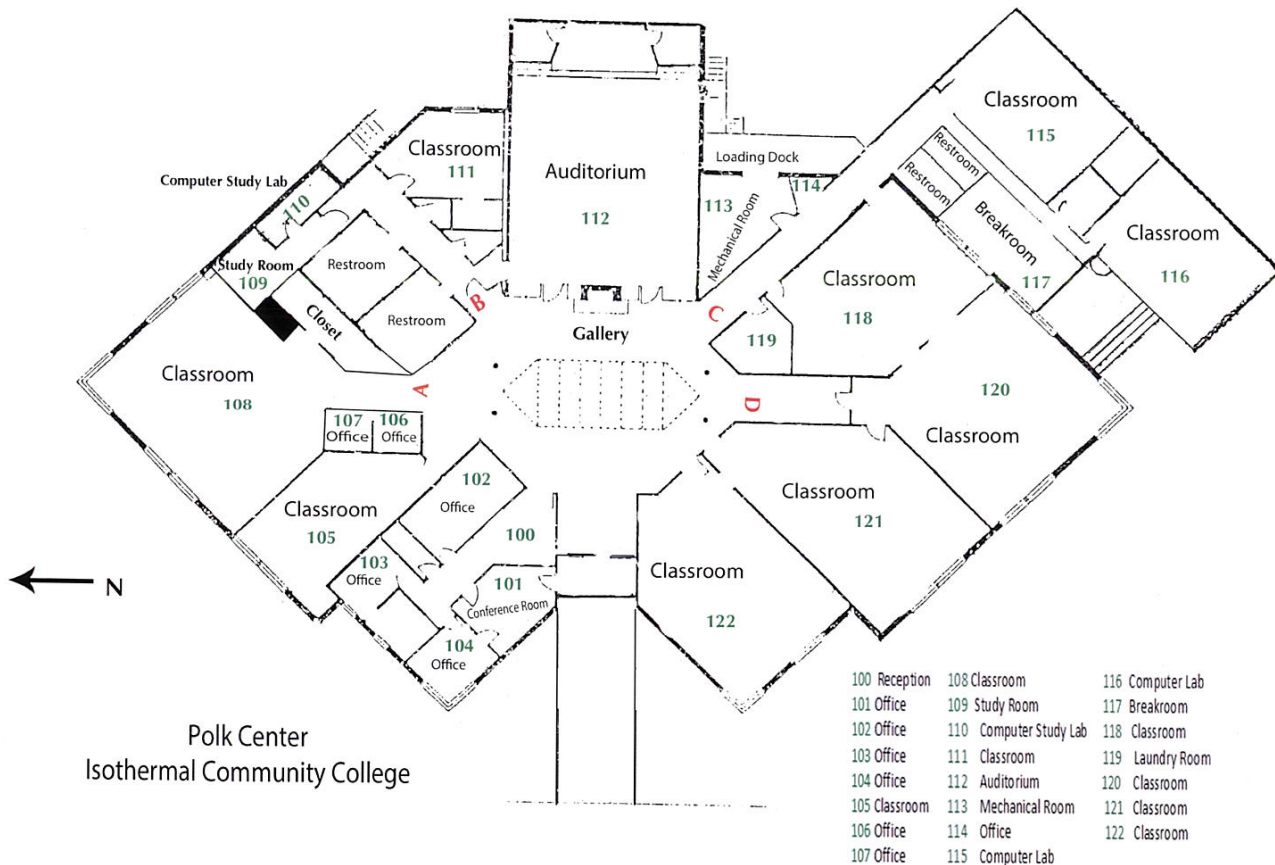 Classroom
115
Classroom
111
Auditorium
112
Loading Dock
114
113
Mechanical Room
Restroom
Restroom
Breakroom
117
Classroom
116
Computer Study Lab
110
Study Room
109
Restroom
Restroom
Closet
B
C
A
D
Gallery
Classroom
118
119
Classroom
108
120
Classroom
107
Office
106
Office
102
Office
Classroom
105
100
Classroom
121
103
Office
101
Conference Room
104
Office
Classroom
122
N
Polk Center
Isothermal Community College
100 Reception
101 Office
102 Office
103 Office
104 Office
105 Classroom
106 Office
107 Office
108 Classroom
109 Study Room
110 Computer Study Lab
111 Classroom
112 Auditorium
113 Mechanical Room
114 Office
115 Computer Lab
116 Computer Lab
117 Breakroom
118 Classroom
119 Laundry Room
120 Classroom
121 Classroom
122 Classroom